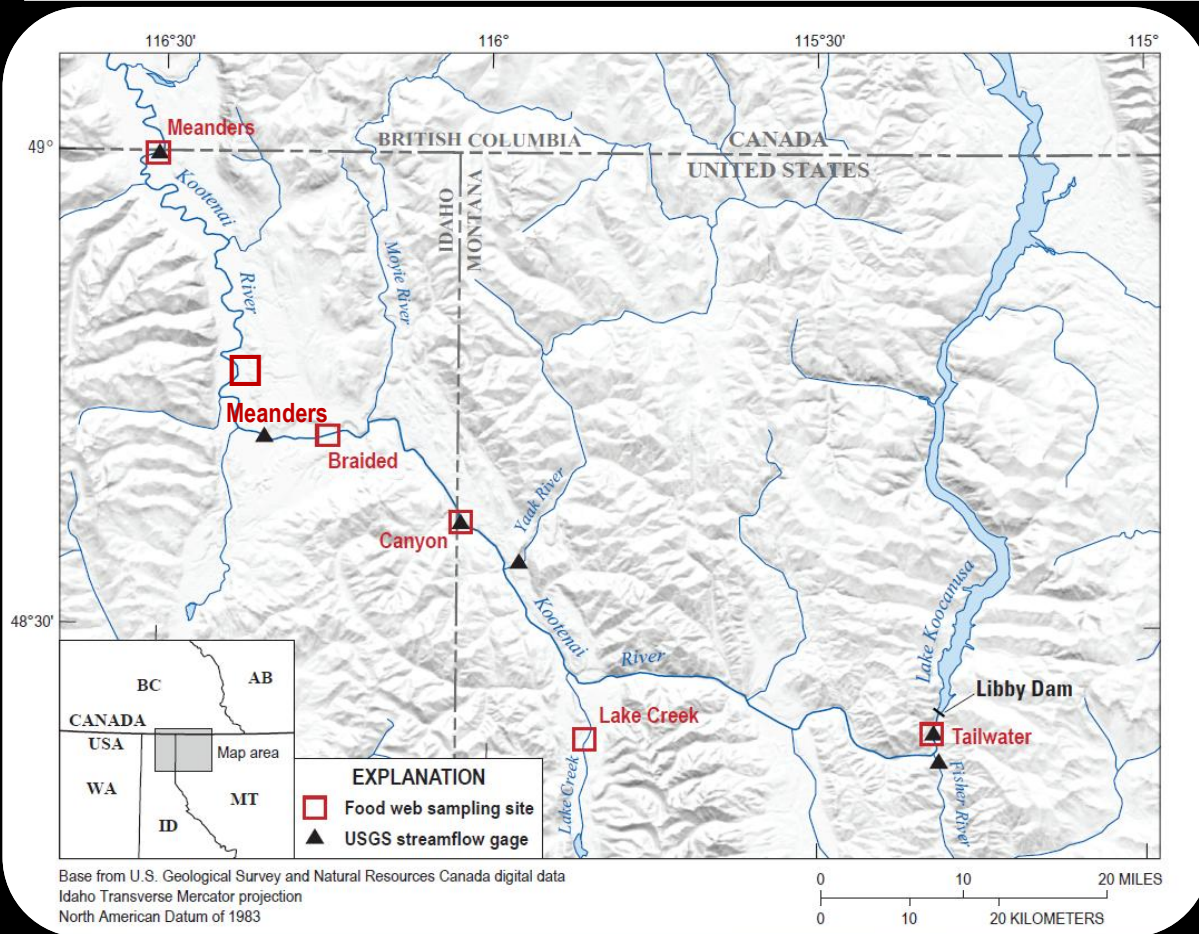 116°30'
116°
115°30'
115°
Meanders
BRITISH COLUMBIA
CANADA
49°
UNITED STATES
Kootenai
River
IDAHO
MONTANA
Moyie River
Meanders
Braided
Canyon
Yaak River
Kootenai
River
48°30'
Lake Koocanusa
Libby Dam
Lake Creek
Tailwater
Lake Creek
Fisher River
BC
AB
CANADA
USA
Map area
WA
MT
ID
EXPLANATION
Food web sampling site
USGS streamflow gage
Base from U.S. Geological Survey and Natural Resources Canada digital data
Idaho Transverse Mercator projection
North American Datum of 1983
0 10 20 MILES
0 10 20 KILOMETERS